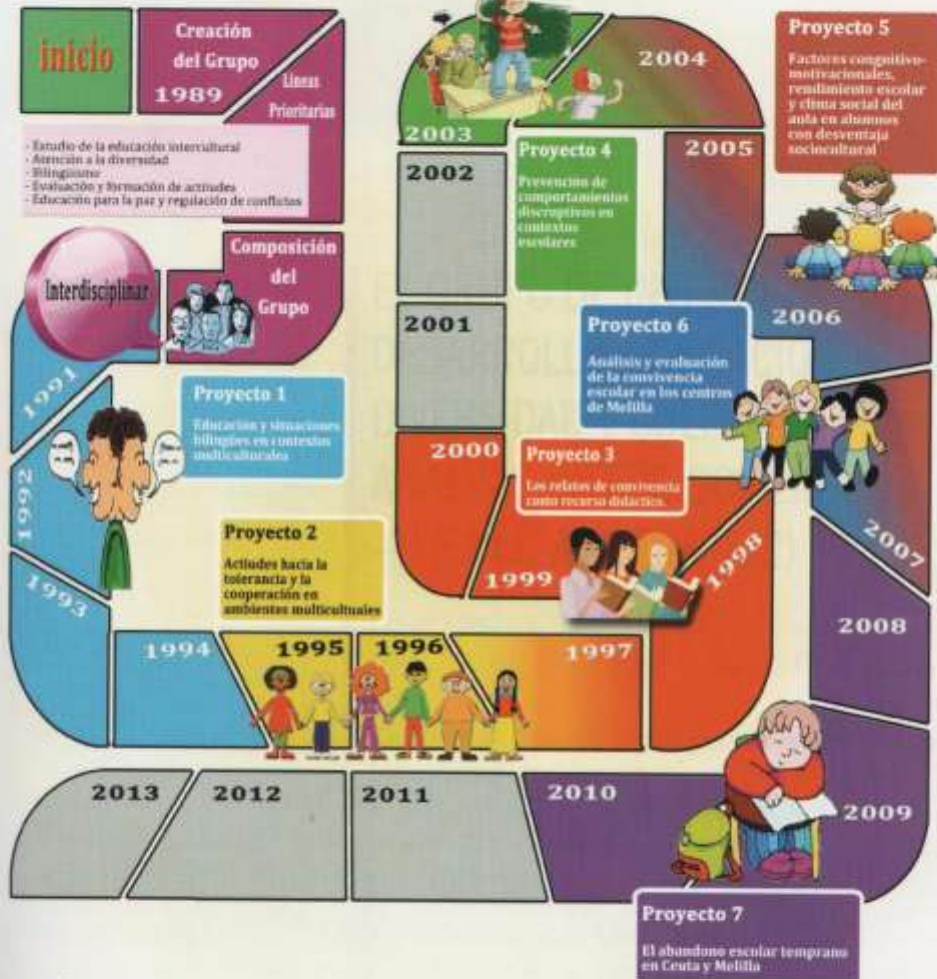 inicio
Creación
del Grupo
1989
Líneas
Prioritarias
- Estudio de la educación intercultural
- Atención a la diversidad
- Bilingüismo
- Evaluación y formación de actitudes
- Educación para la paz y regulación de conflictos
Composición
del
Grupo
Interdisciplinar
1991
1992
1993
1994
Proyecto 1
Educación y situaciones
bilingües en contextos
multiculturales
Proyecto 2
Actiudes hacia la
tolerancia y la
cooperación en
ambientes multicultuales
1995
1996
1997
1998
1999
2000
Proyecto 3
Los relatos de convivencia
como recurso didáctico.
2001
2002
2003
2004
Proyecto 4
Prevención de
comportamientos
discruptivos en
contextos
escolares
2005
2006
2007
Proyecto 5
Factores congnitivo-
motivacionales,
rendimiento escolar
y clima social del
aula en alumnos
con desventaja
sociocultural
Proyecto 6
Análisis y evaluación
de la convivencia
escolar en los centros
de Melilla
2008
2009
2010
Proyecto 7
El abandono escolar temprano
en Ceuta y Melilla
2011
2012
2013